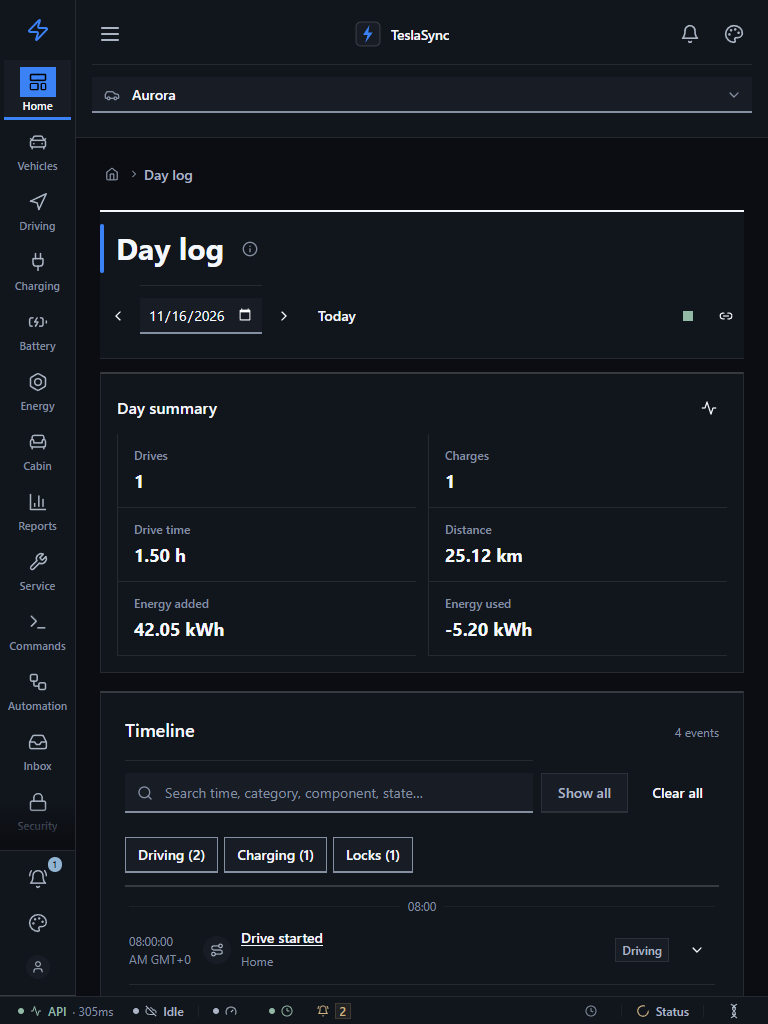 TeslaSync
Aurora
Home
Vehicles
Driving
Charging
Battery
Energy
Cabin
Reports
Service
Commands
Automation
Inbox
Security
1
Day log
Day log
11/16/2026
Today
Day summary
Drives
1
Charges
1
Drive time
1.50 h
Distance
25.12 km
Energy added
42.05 kWh
Energy used
-5.20 kWh
Timeline
4 events
Search time, category, component, state...
Show all
Clear all
Driving (2)
Charging (1)
Locks (1)
08:00
08:00:00
AM GMT+0
Drive started
Home
Driving
API · 305ms
Idle
2
Status